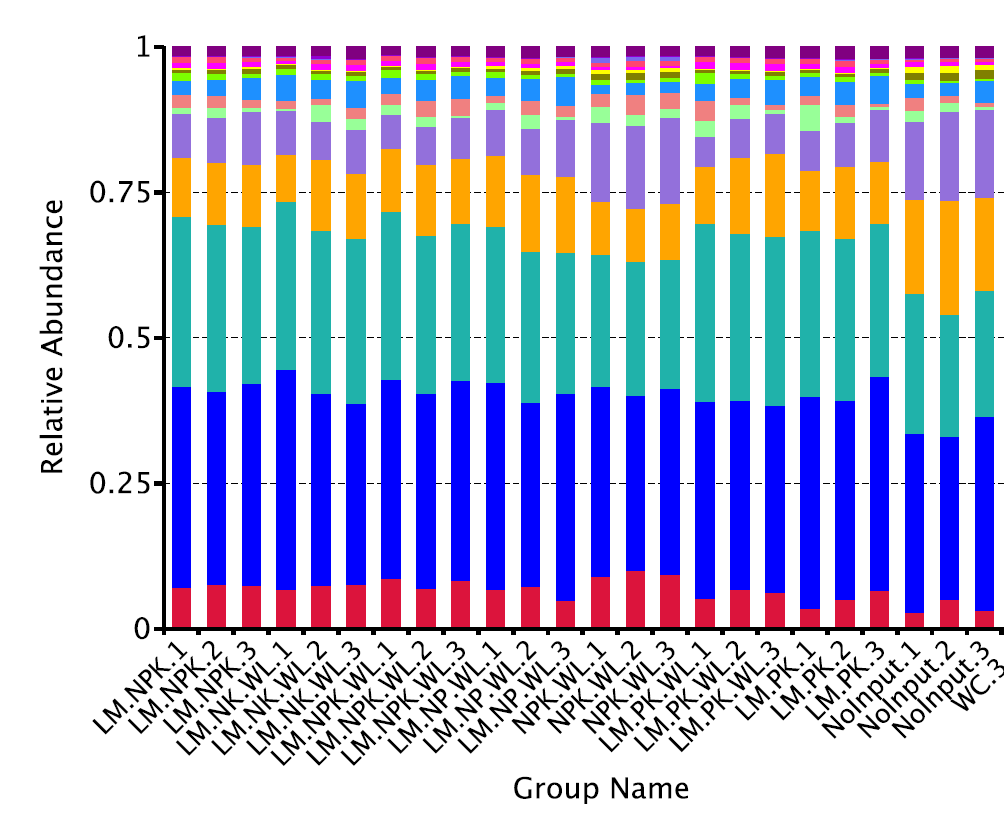 1
0.75
0.5
0.25
0
Relative Abundance
LM.NPK.1
LM.NPK.2
LM.NPK.3
LM.NK.WL.1
LM.NK.WL.2
LM.NK.WL.3
LM.NPK.WL.1
LM.NPK.WL.2
LM.NPK.WL.3
LM.NP.WL.1
LM.NP.WL.2
LM.NP.WL.3
NPK.WL.1
NPK.WL.2
NPK.WL.3
LM.PK.WL.1
LM.PK.WL.2
LM.PK.WL.3
LM.PK.1
LM.PK.2
LM.PK.3
NoInput.1
NoInput.2
NoInput.3
WC.3
Group Name